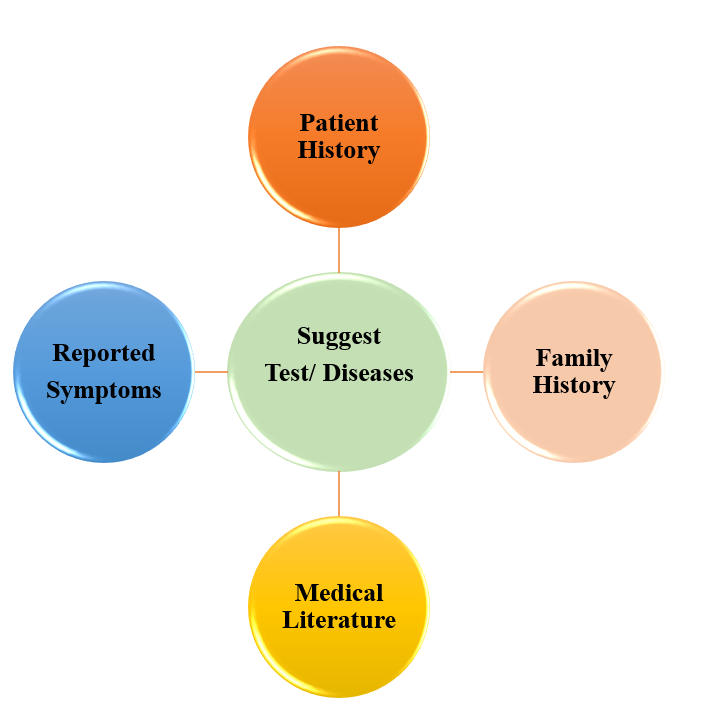 Patient
History
Reported
Symptoms
Suggest
Test/ Diseases
Family
History
Medical
Literature